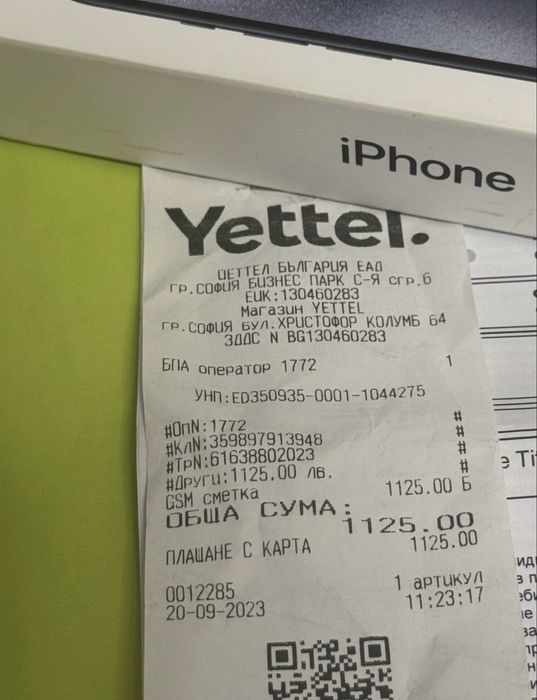 iPhone
Yettel.
ЙЕТТЕЛ БЪЛГАРИЯ ЕАД
ГР.СОФИЯ БИЗНЕС ПАРК С-Я СГР.6
ЕИК:130460283
Магазин YETTEL
ГР.СОФИЯ БУЛ.ХРИСТОФОР КОЛУМБ 64
ЗДДС N BG130460283
БПА оператор 1772 1
УНП:ED350935-0001-1044275
#ОпN:1772 #
#КлN:359897913948 #
#ТрN:61638802023 #
#Други:1125.00 лв. #
GSM сметка 1125.00 Б
ОБЩА СУМА: 1125.00
ПЛАЩАНЕ С КАРТА 1125.00
0012285 1 артикул
20-09-2023 11:23:17